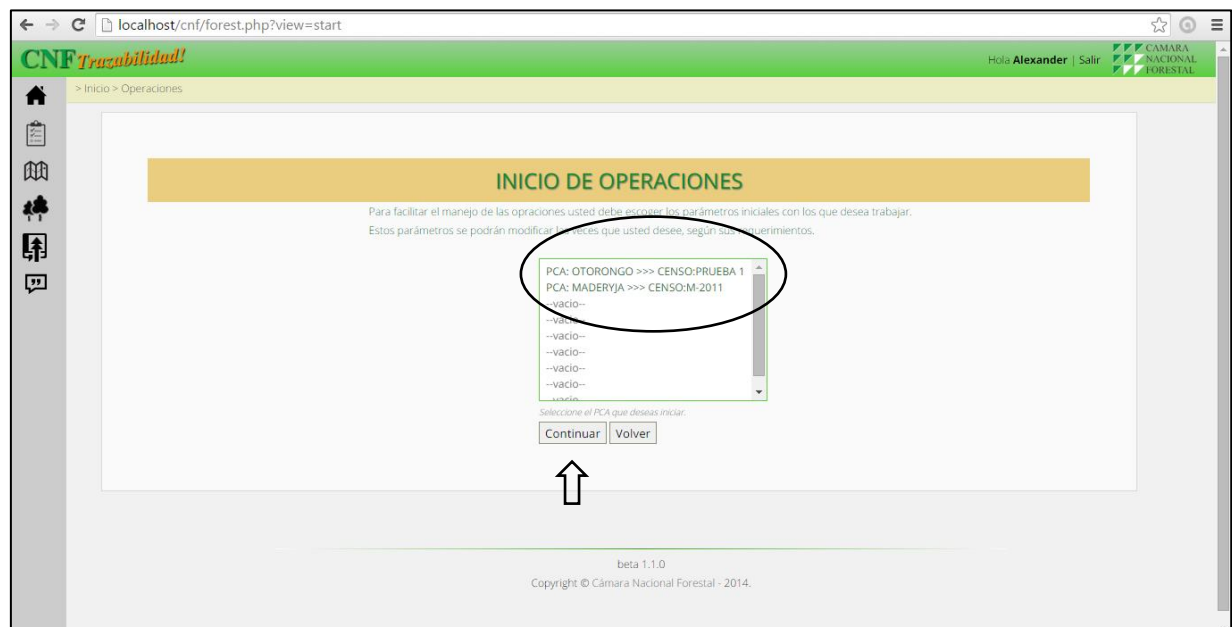 localhost/cnf/forest.php?view=start
CNF Trazabilidad!
Hola Alexander | Salir
CAMARA
NACIONAL
FORESTAL
> Inicio > Operaciones
INICIO DE OPERACIONES
Para facilitar el manejo de las opraciones usted debe escoger los parámetros iniciales con los que desea trabajar.
Estos parámetros se podrán modificar las veces que usted desee, según sus requerimientos.
PCA: OTORONGO >>> CENSO:PRUEBA 1
PCA: MADERYJA >>> CENSO:M-2011
--vacio--
--vacio--
--vacio--
--vacio--
--vacio--
--vacio--
--vacio--
Seleccione el PCA que deseas iniciar.
Continuar Volver
beta 1.1.0
Copyright © Cámara Nacional Forestal - 2014.